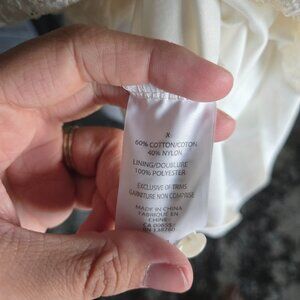 X
60% COTTON/COTON
40% NYLON
LINING/DOUBLURE
100% POLYESTER
EXCLUSIVE OF TRIMS
GARNITURE NON COMPRISE
MADE IN CHINA
FABRIQUE EN
CHINE